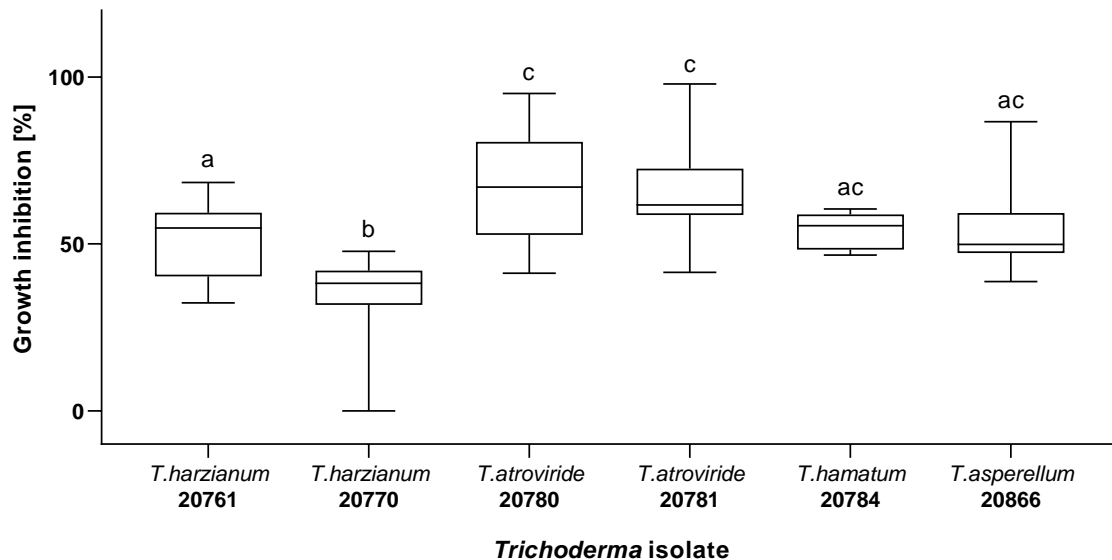 Growth inhibition [%]
100
50
0
a
b
c
c
ac
ac
T.harzianum
20761
T.harzianum
20770
T.atroviride
20780
T.atroviride
20781
T.hamatum
20784
T.asperellum
20866
Trichoderma isolate